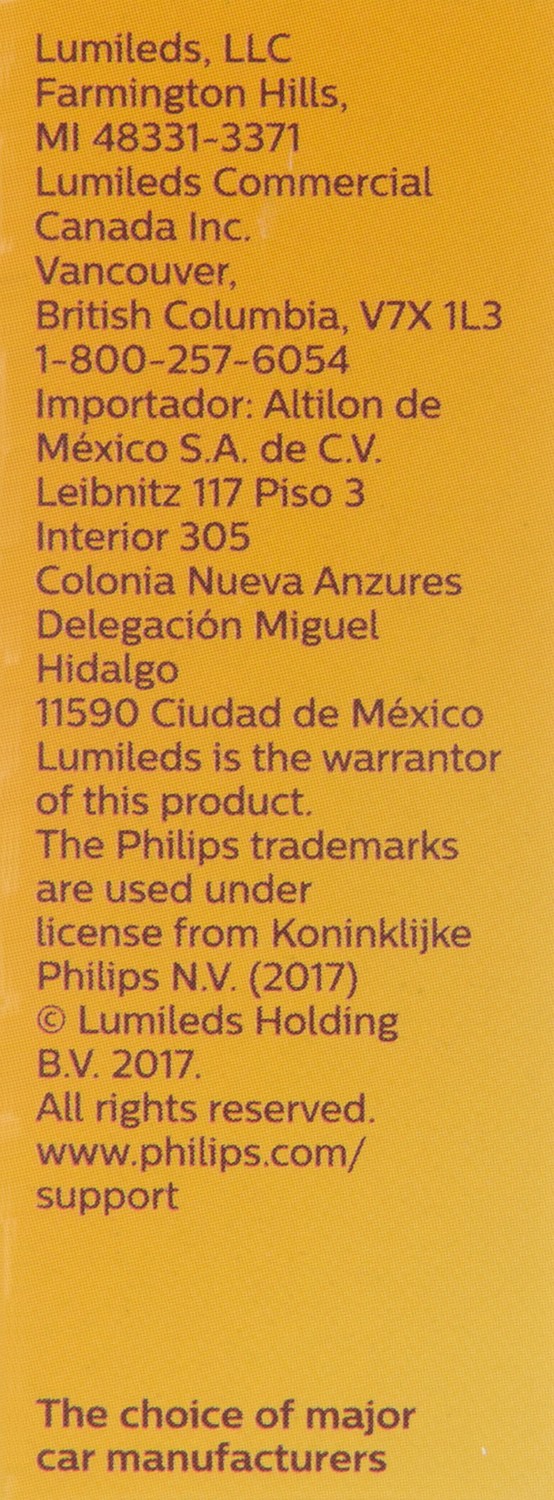 Lumileds, LLC
Farmington Hills,
MI 48331-3371
Lumileds Commercial
Canada Inc.
Vancouver,
British Columbia, V7X 1L3
1-800-257-6054
Importador: Altilon de
México S.A. de C.V.
Leibnitz 117 Piso 3
Interior 305
Colonia Nueva Anzures
Delegación Miguel
Hidalgo
11590 Ciudad de México
Lumileds is the warrantor
of this product.
The Philips trademarks
are used under
license from Koninklijke
Philips N.V. (2017)
© Lumileds Holding
B.V. 2017.
All rights reserved.
www.philips.com/
support
The choice of major
car manufacturers